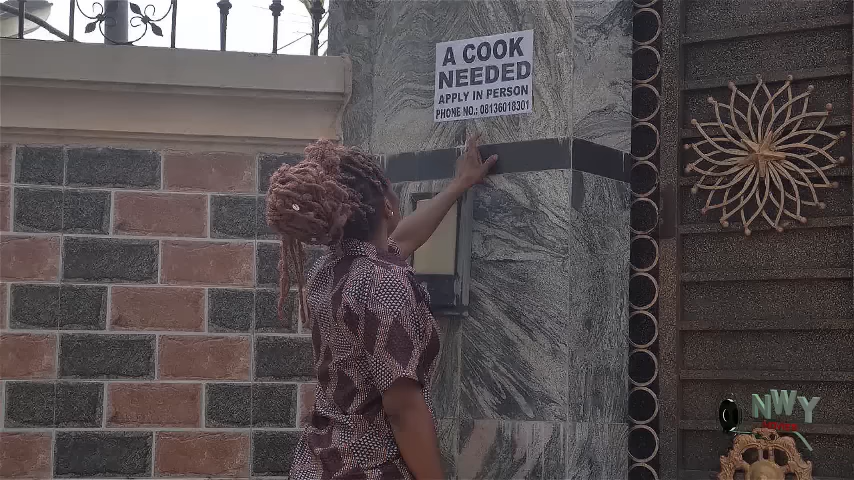 A COOK
NEEDED
APPLY IN PERSON
PHONE NO.: 08136018301
NWY